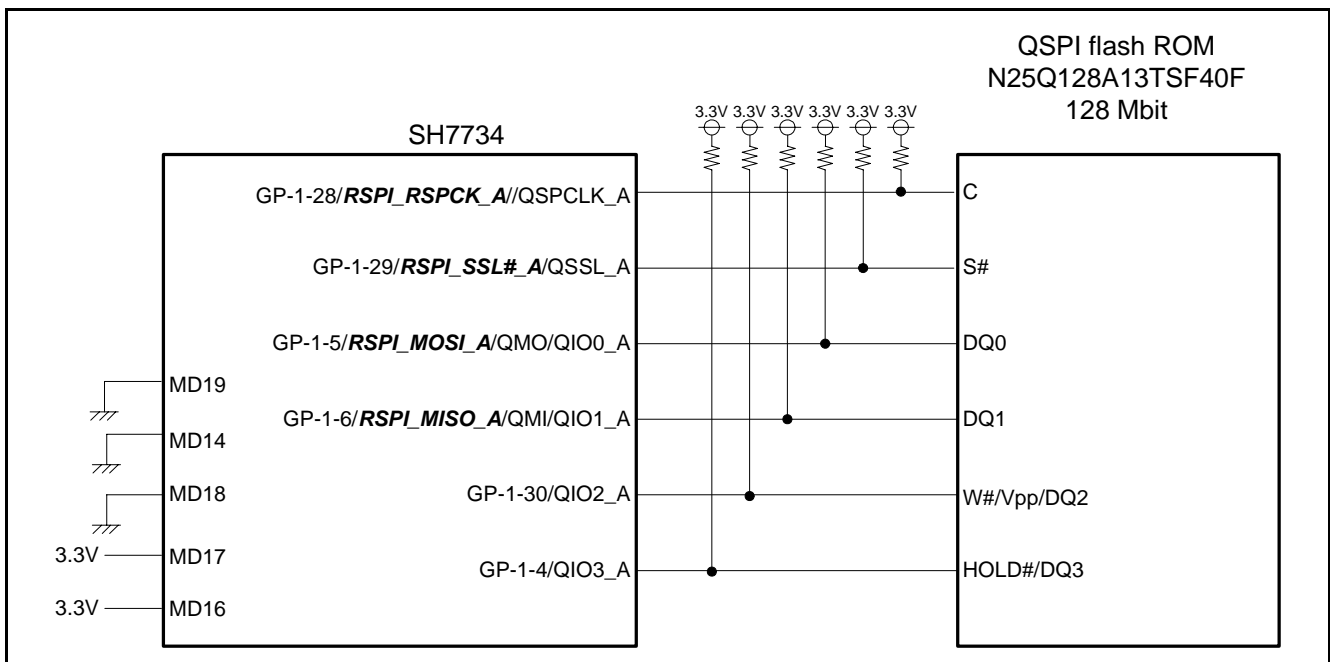 QSPI flash ROM
N25Q128A13TSF40F
128 Mbit
3.3V 3.3V 3.3V 3.3V 3.3V 3.3V
SH7734
GP-1-28/RSPI_RSPCK_A//QSPCLK_A
C
GP-1-29/RSPI_SSL#_A/QSSL_A
S#
GP-1-5/RSPI_MOSI_A/QMO/QIO0_A
DQ0
MD19
GP-1-6/RSPI_MISO_A/QMI/QIO1_A
DQ1
MD14
MD18
GP-1-30/QIO2_A
W#/Vpp/DQ2
3.3V
MD17
GP-1-4/QIO3_A
HOLD#/DQ3
3.3V
MD16